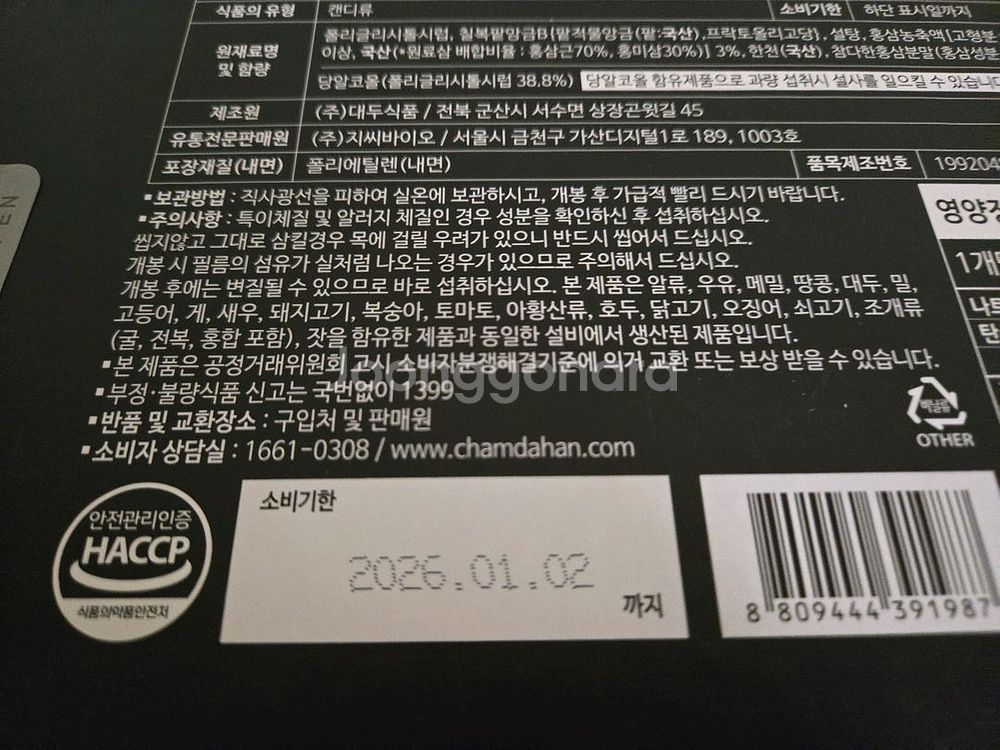 식품의 유형 캔디류 소비기한 하단 표시일까지
원재료명 및 함량
폴리글리시톨시럽, 칠복팥앙금B{팥적물앙금(팥:국산),프락토올리고당}, 설탕, 홍삼농축액[고형분
이상, 국산(*원료삼 배합비율 : 홍삼근70%, 홍미삼30%)] 3%, 한천(국산), 참다한홍삼분말(홍삼성분
당알코올(폴리글리시톨시럽 38.8%) 당알코올 함유제품으로 과량 섭취시 설사를 일으킬 수 있습니다
제조원 (주)대두식품 / 전북 군산시 서수면 상장곤윗길 45
유통전문판매원 (주)지씨바이오 / 서울시 금천구 가산디지털1로 189, 1003호
포장재질(내면) 폴리에틸렌(내면) 품목제조번호 199204
▪보관방법 : 직사광선을 피하여 실온에 보관하시고, 개봉 후 가급적 빨리 드시기 바랍니다.
▪주의사항 : 특이체질 및 알러지 체질인 경우 성분을 확인하신 후 섭취하십시오.
씹지않고 그대로 삼킬경우 목에 걸릴 우려가 있으니 반드시 씹어서 드십시오.
개봉 시 필름의 섬유가 실처럼 나오는 경우가 있으므로 주의해서 드십시오.
개봉 후에는 변질될 수 있으므로 바로 섭취하십시오. 본 제품은 알류, 우유, 메밀, 땅콩, 대두, 밀,
고등어, 게, 새우, 돼지고기, 복숭아, 토마토, 아황산류, 호두, 닭고기, 오징어, 쇠고기, 조개류
(굴, 전복, 홍합 포함), 잣을 함유한 제품과 동일한 설비에서 생산된 제품입니다.
▪본 제품은 공정거래위원회 고시 소비자분쟁해결기준에 의거 교환 또는 보상 받을 수 있습니다.
▪부정·불량식품 신고는 국번없이 1399
▪반품 및 교환장소 : 구입처 및 판매원
▪소비자 상담실 : 1661-0308 / www.chamdahan.com
joonggonara
영양정
1개
나트
탄
비닐류
OTHER
안전관리인증
HACCP
식품의약품안전처
소비기한
2026.01.02
까지
8 809444 391987